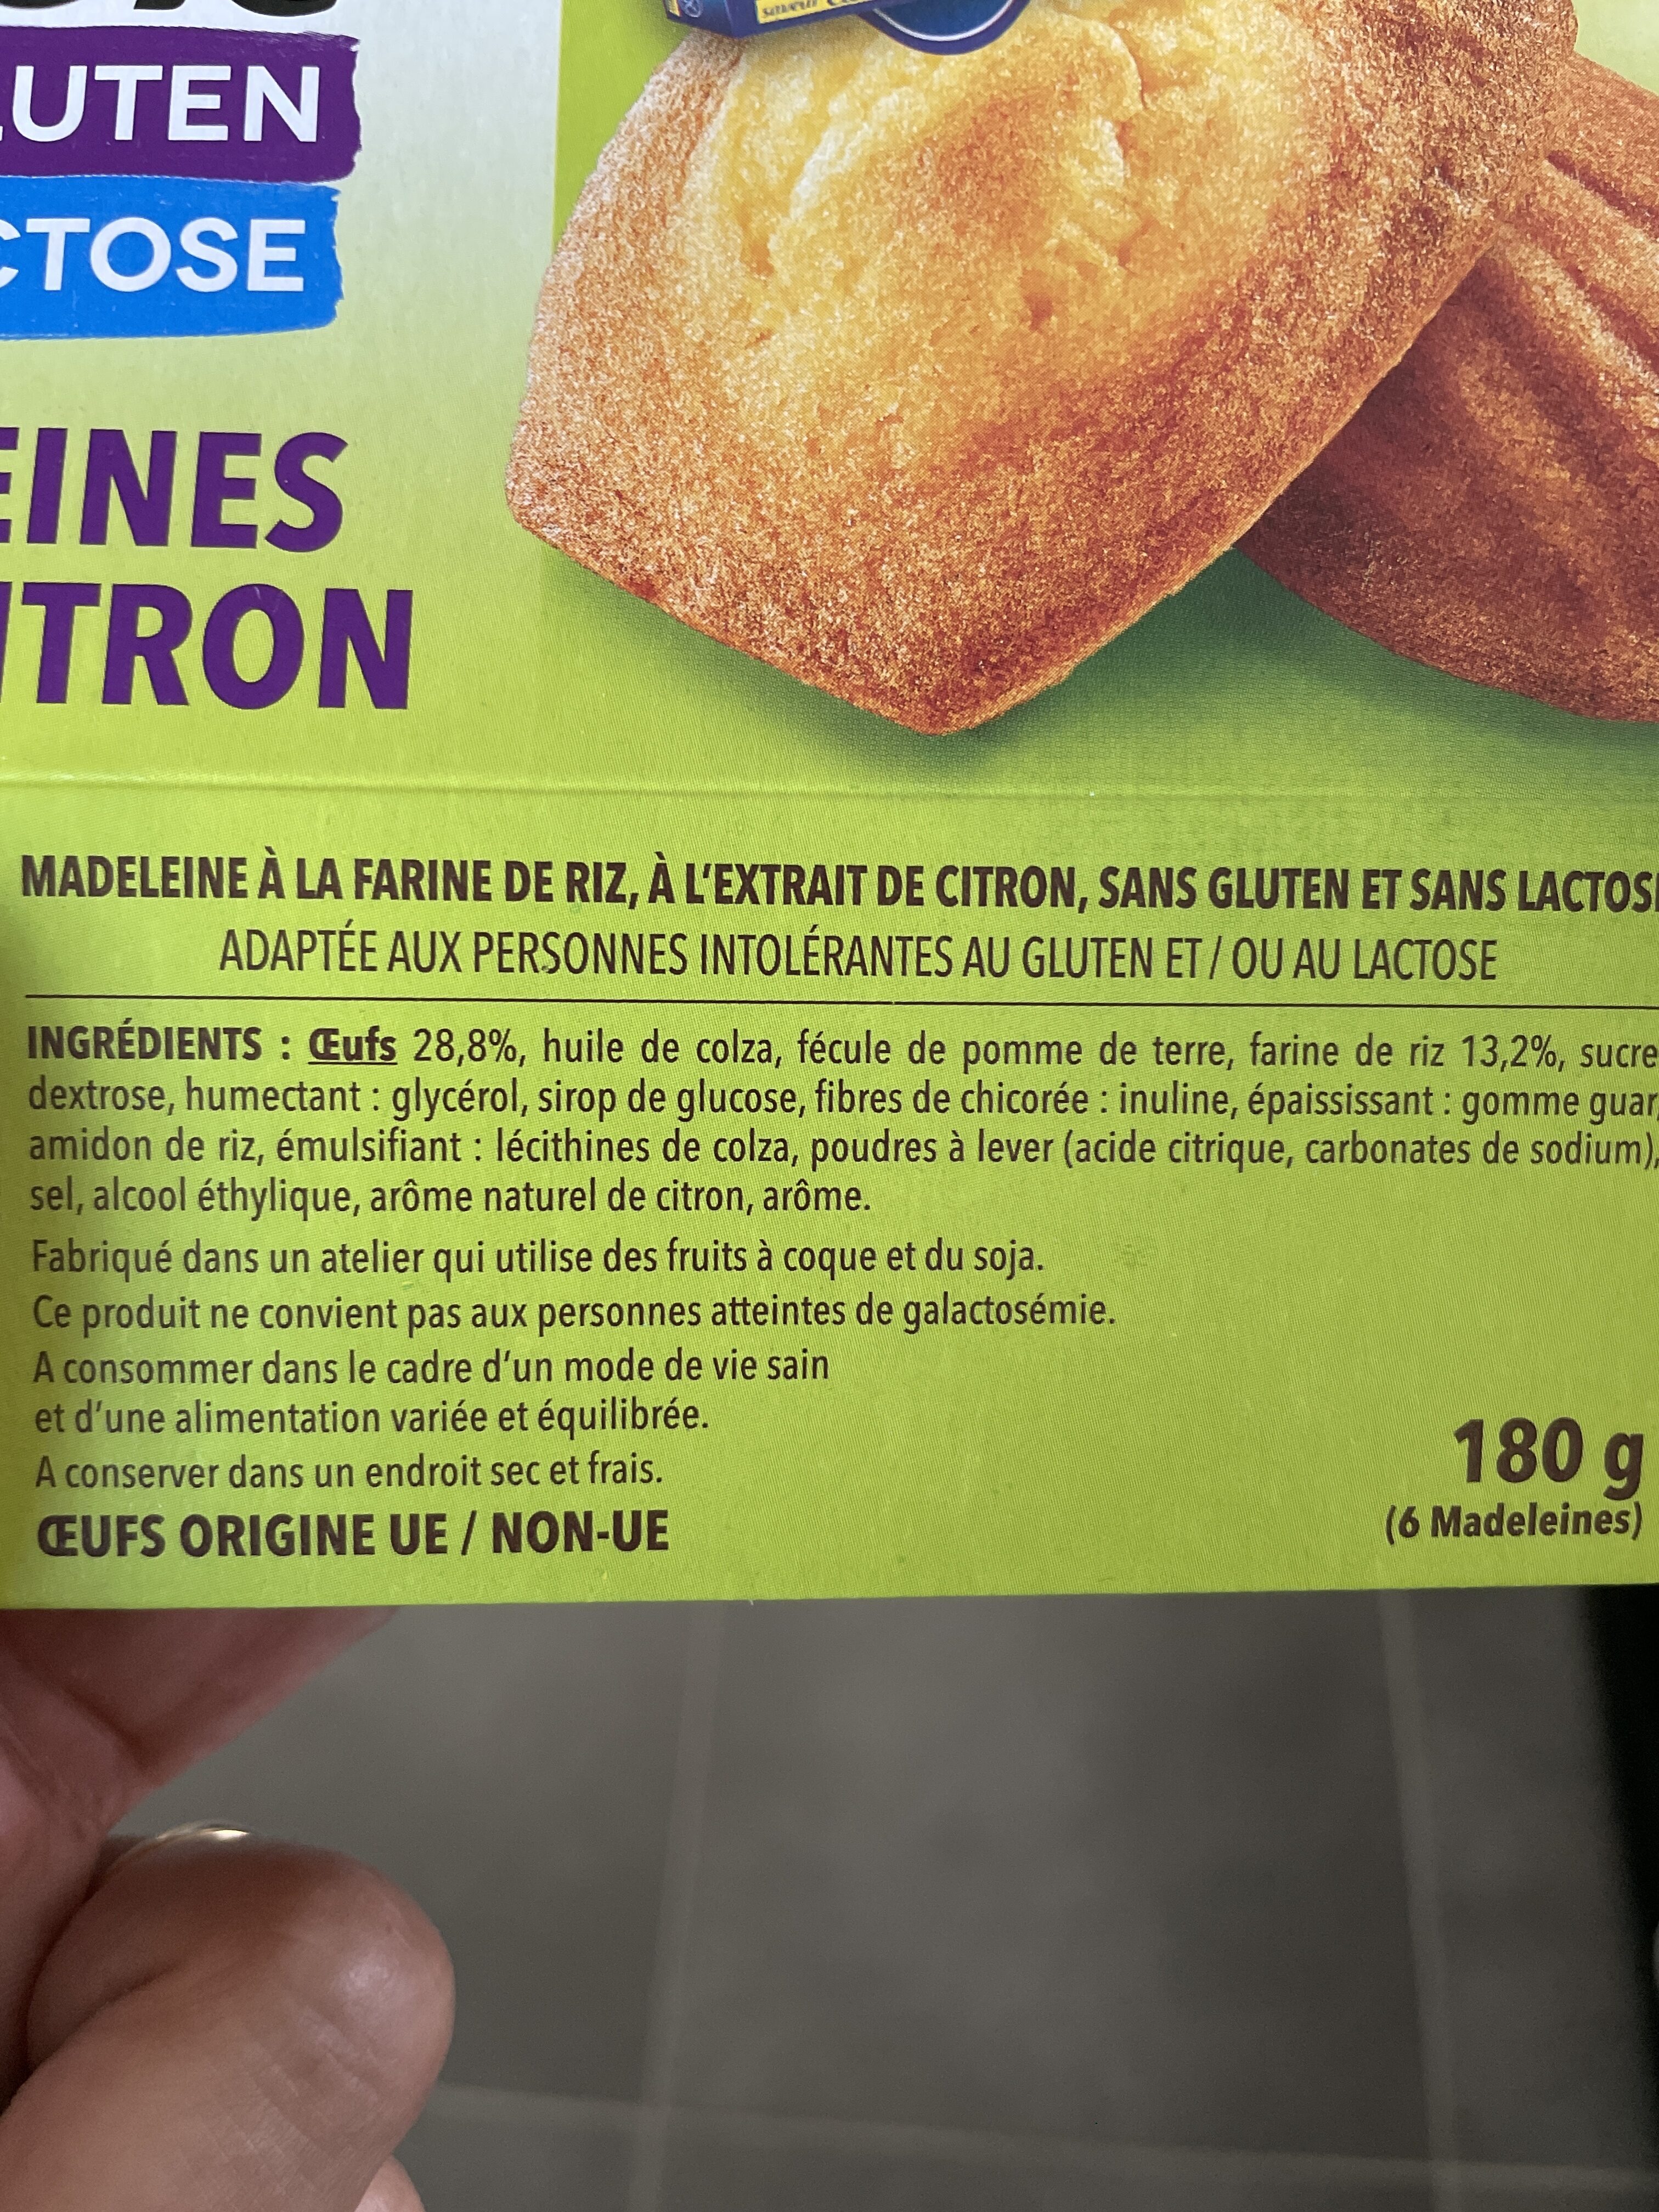 UTEN
CTOSE
EINES
ITRON
MADELEINE À LA FARINE DE RIZ, À L'EXTRAIT DE CITRON, SANS GLUTEN ET SANS LACTOSE
ADAPTÉE AUX PERSONNES INTOLÉRANTES AU GLUTEN ET / OU AU LACTOSE
INGRÉDIENTS : Œufs 28,8%, huile de colza, fécule de pomme de terre, farine de riz 13,2%, sucre
dextrose, humectant : glycérol, sirop de glucose, fibres de chicorée : inuline, épaississant : gomme guar,
amidon de riz, émulsifiant : lécithines de colza, poudres à lever (acide citrique, carbonates de sodium),
sel, alcool éthylique, arôme naturel de citron, arôme.
Fabriqué dans un atelier qui utilise des fruits à coque et du soja.
Ce produit ne convient pas aux personnes atteintes de galactosémie.
A consommer dans le cadre d'un mode de vie sain
et d'une alimentation variée et équilibrée.
A conserver dans un endroit sec et frais.
ŒUFS ORIGINE UE / NON-UE
180 g
(6 Madeleines)